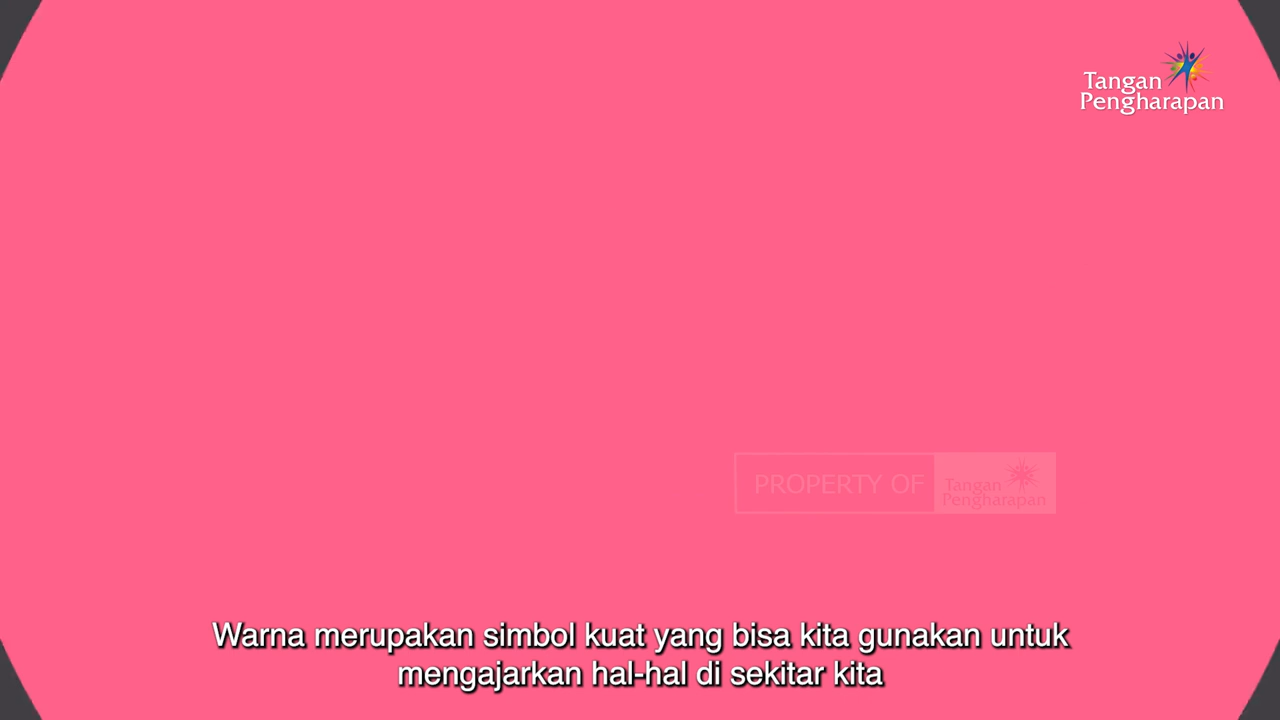 Tangan
Pengharapan
PROPERTY OF
Tangan
Pengharapan
Warna merupakan simbol kuat yang bisa kita gunakan untuk
mengajarkan hal-hal di sekitar kita